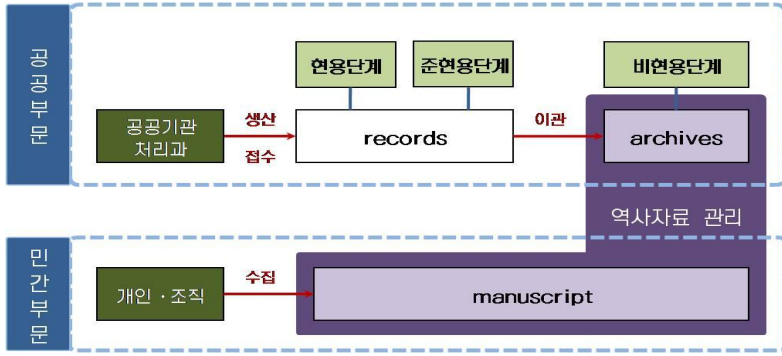 공공부문
현용단계
준현용단계
비현용단계
공공기관
처리과
생산
접수
records
이관
archives
역사자료 관리
민간부문
개인·조직
수집
manuscript